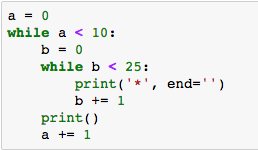 a = 0
while a < 10:
    b = 0
    while b < 25:
        print('*', end='')
        b += 1
    print()
    a += 1